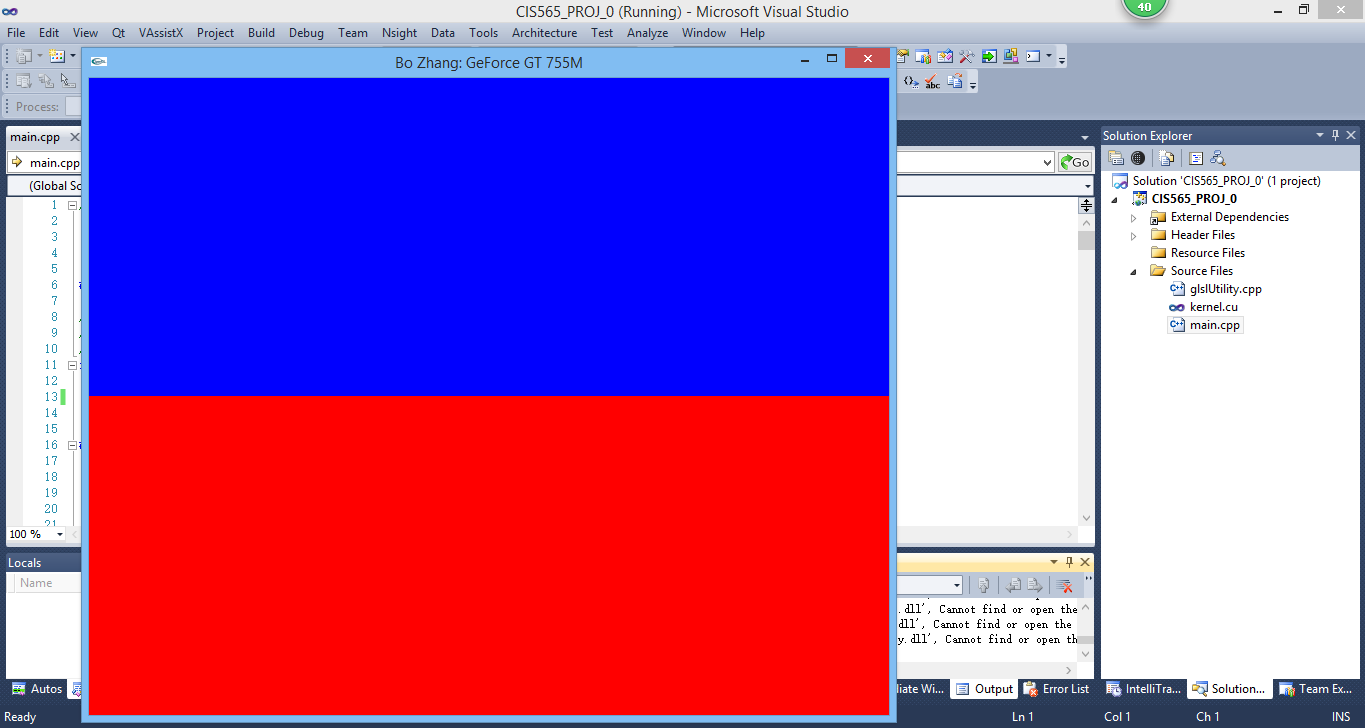 CIS565_PROJ_0 (Running) - Microsoft Visual Studio
40
File Edit View Qt VAssistX Project Build Debug Team Nsight Data Tools Architecture Test Analyze Window Help
Bo Zhang: GeForce GT 755M
Process:
main.cpp
Solution Explorer
main.cpp
Go
(Global Sc
Solution 'CIS565_PROJ_0' (1 project)
CIS565_PROJ_0
External Dependencies
Header Files
Resource Files
Source Files
glslUtility.cpp
kernel.cu
main.cpp
1
2
3
4
5
6
7
8
9
10
11
12
13
14
15
16
17
18
19
20
21
100 %
Locals
Name
.dll', Cannot find or open the
dll', Cannot find or open the
y.dll', Cannot find or open th
Autos
liate Wi... Output Error List IntelliTra... Solution... Team Ex...
Ready Ln 1 Col 1 Ch 1 INS